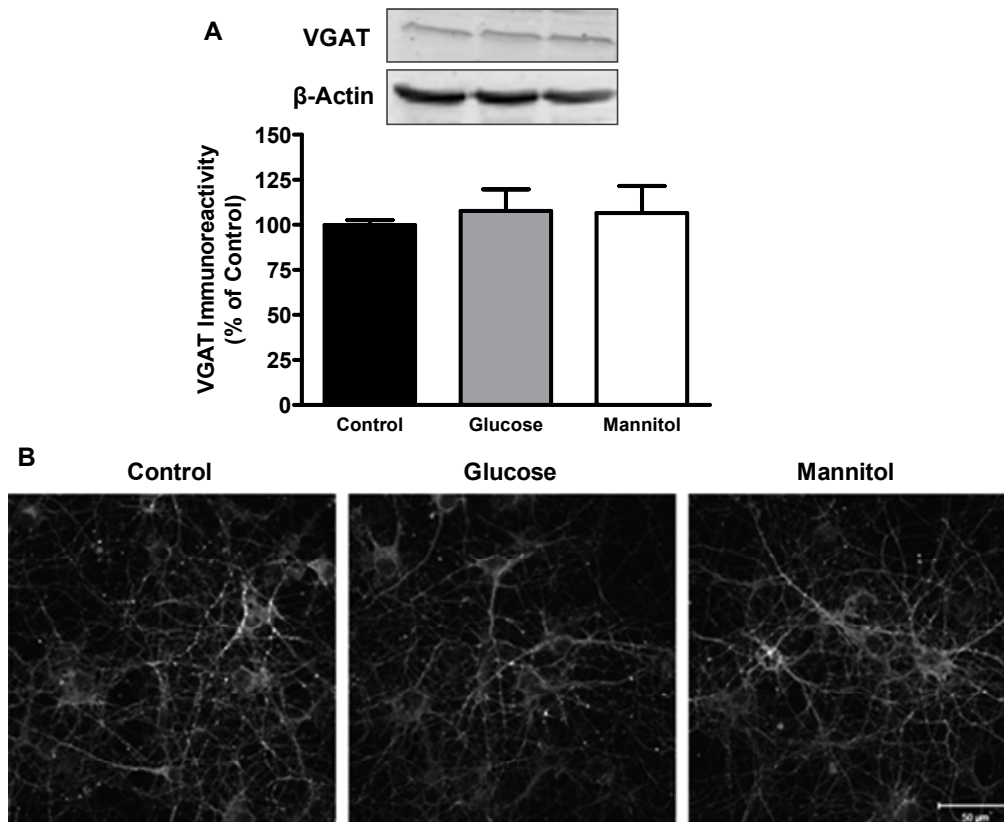 A
VGAT
β-Actin
VGAT Immunoreactivity
(% of Control)
150
125
100
75
50
25
0
Control Glucose Mannitol
B
Control Glucose Mannitol
50 µm